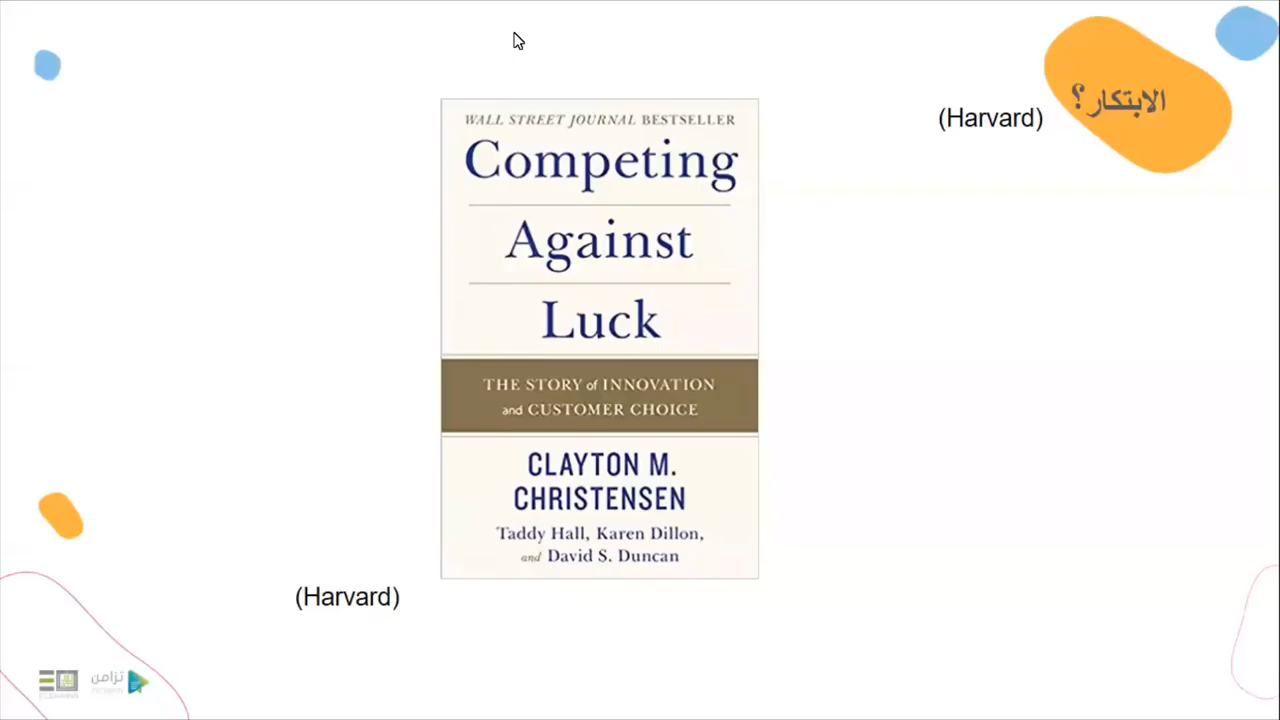 الابتكار؟
(Harvard)
WALL STREET JOURNAL BESTSELLER
Competing
Against
Luck
THE STORY of INNOVATION
and CUSTOMER CHOICE
CLAYTON M.
CHRISTENSEN
Taddy Hall, Karen Dillon,
and David S. Duncan
(Harvard)
تزامن